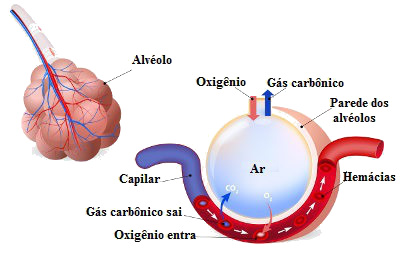 Alvéolo
Oxigênio
Gás carbônico
Parede dos
alvéolos
Ar
Capilar
Hemácias
CO₂
O₂
Gás carbônico sai
Oxigênio entra